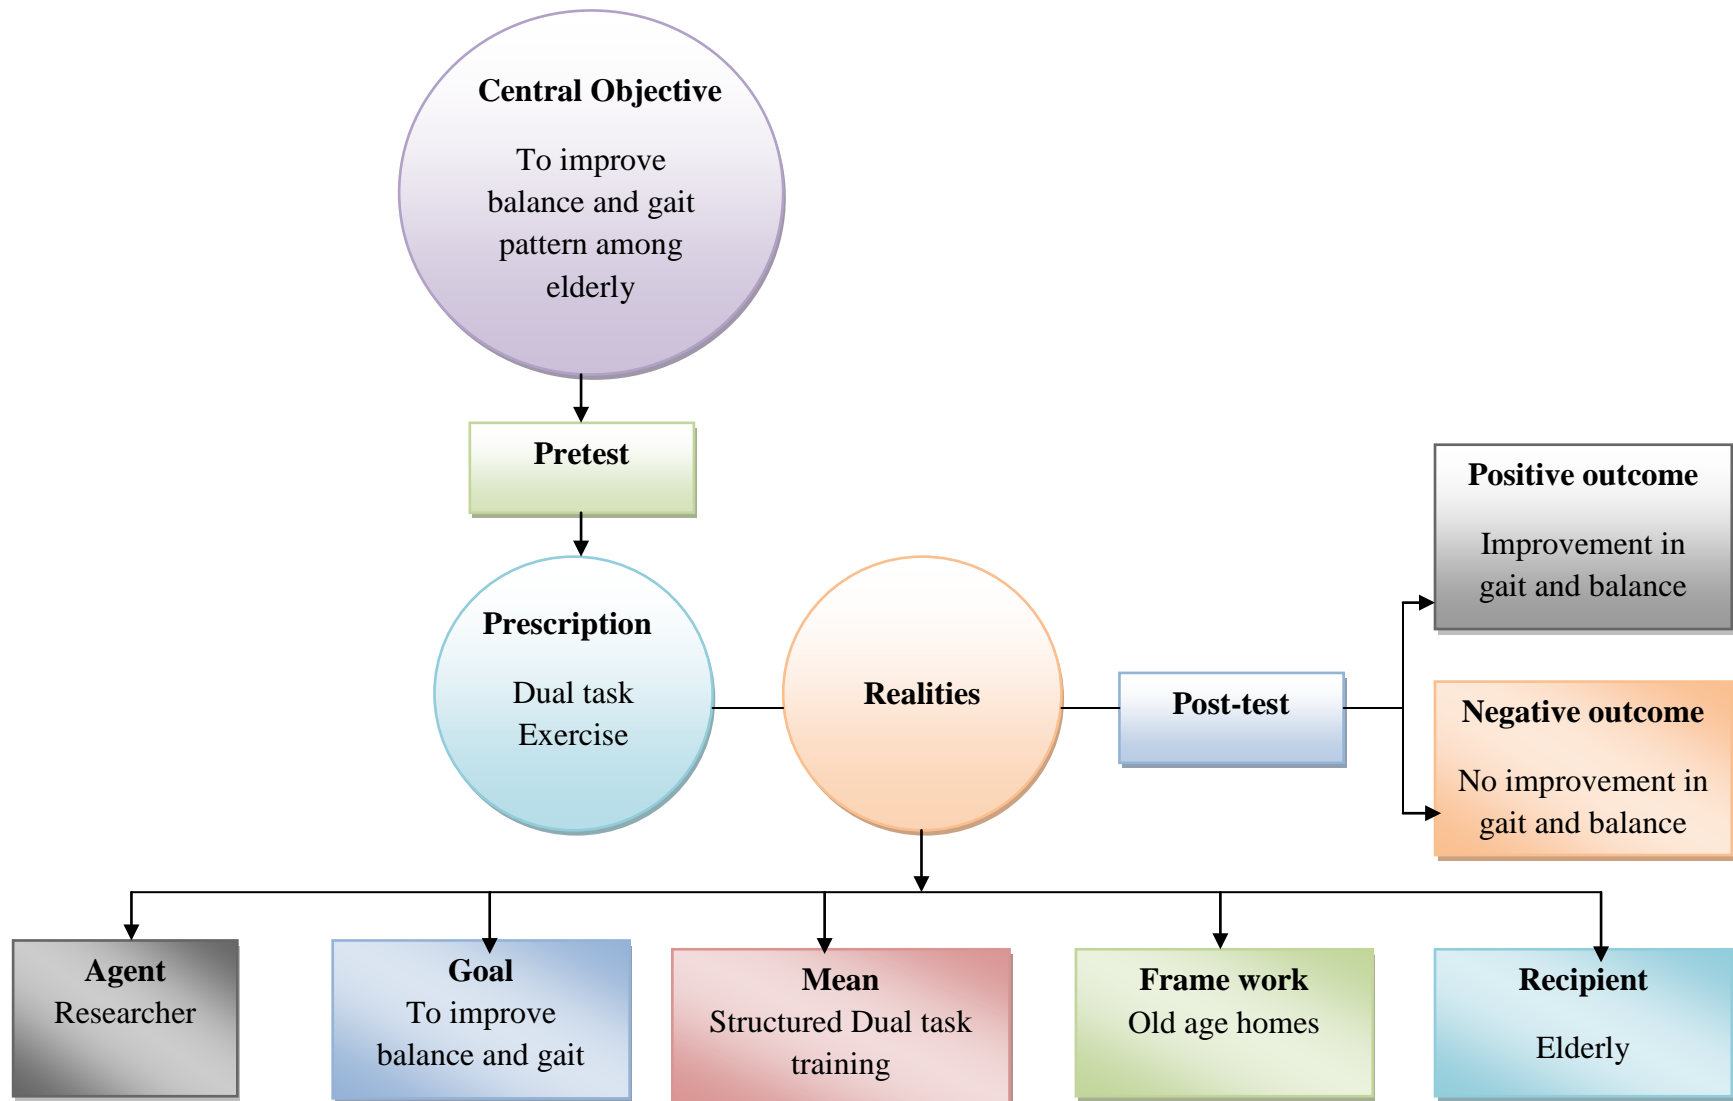 Central Objective
To improve
balance and gait
pattern among
elderly
Pretest
Prescription
Dual task
Exercise
Realities
Post-test
Positive outcome
Improvement in
gait and balance
Negative outcome
No improvement in
gait and balance
Agent
Researcher
Goal
To improve
balance and gait
Mean
Structured Dual task
training
Frame work
Old age homes
Recipient
Elderly